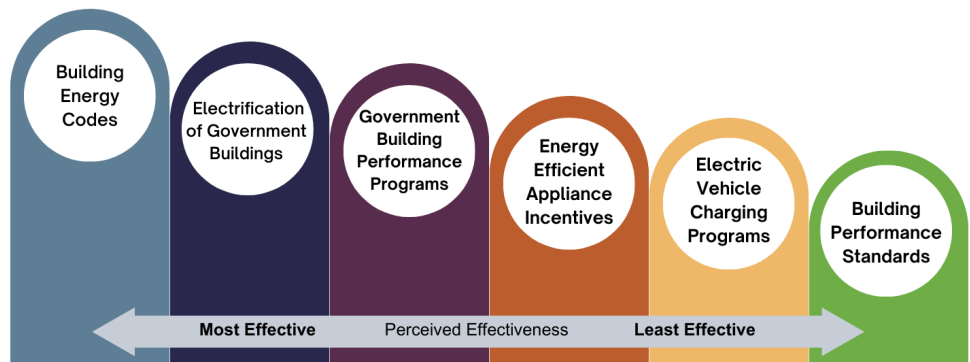 Building
Energy
Codes
Electrification
of Government
Buildings
Government
Building
Performance
Programs
Energy
Efficient
Appliance
Incentives
Electric
Vehicle
Charging
Programs
Building
Performance
Standards
Most Effective Perceived Effectiveness Least Effective